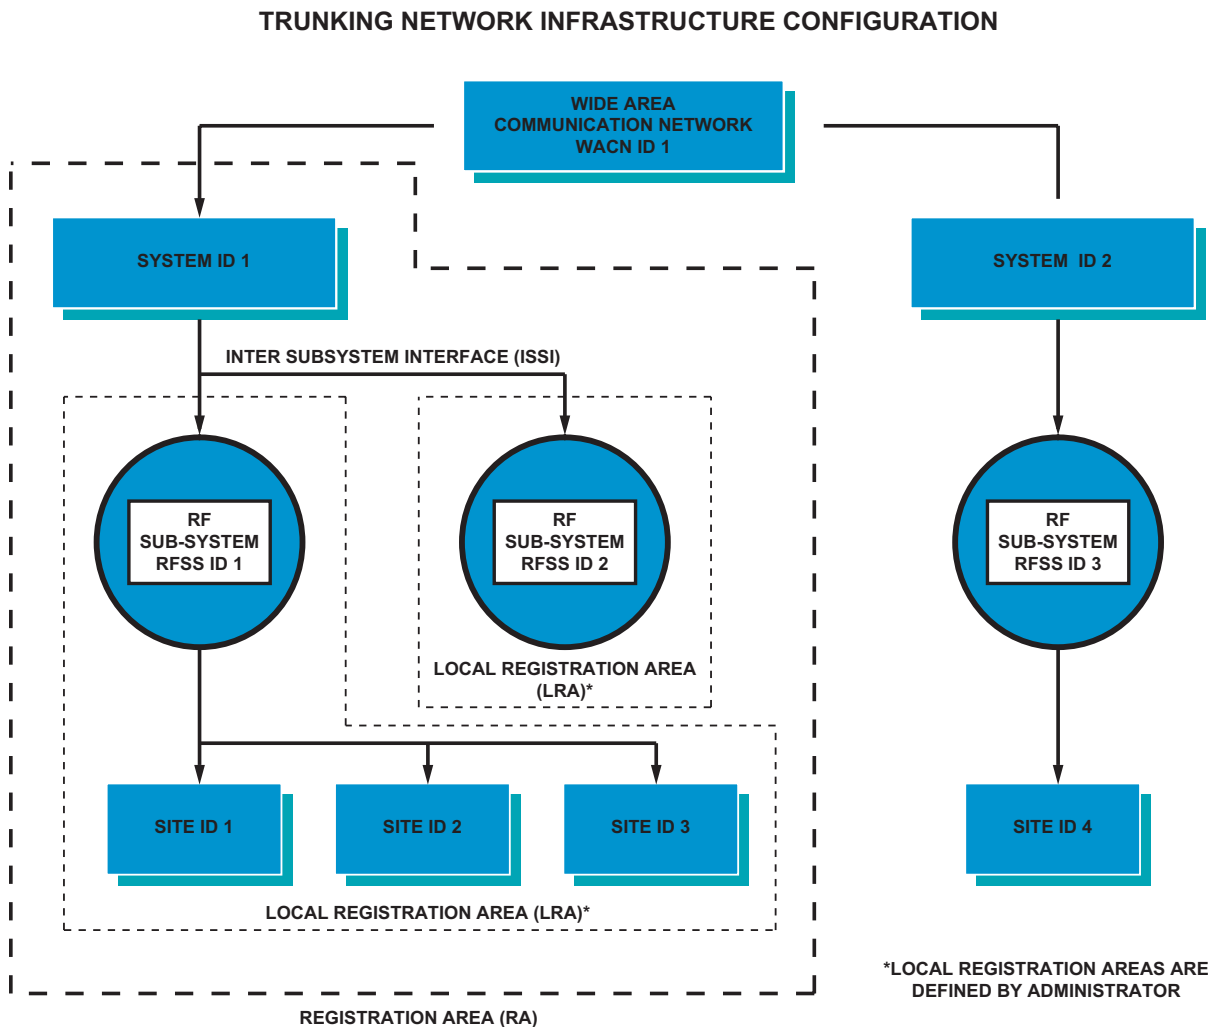 TRUNKING NETWORK INFRASTRUCTURE CONFIGURATION
WIDE AREA
COMMUNICATION NETWORK
WACN ID 1
SYSTEM ID 1
SYSTEM ID 2
INTER SUBSYSTEM INTERFACE (ISSI)
RF
SUB-SYSTEM
RFSS ID 1
RF
SUB-SYSTEM
RFSS ID 2
RF
SUB-SYSTEM
RFSS ID 3
LOCAL REGISTRATION AREA
(LRA)*
SITE ID 1
SITE ID 2
SITE ID 3
SITE ID 4
LOCAL REGISTRATION AREA (LRA)*
*LOCAL REGISTRATION AREAS ARE
DEFINED BY ADMINISTRATOR
REGISTRATION AREA (RA)